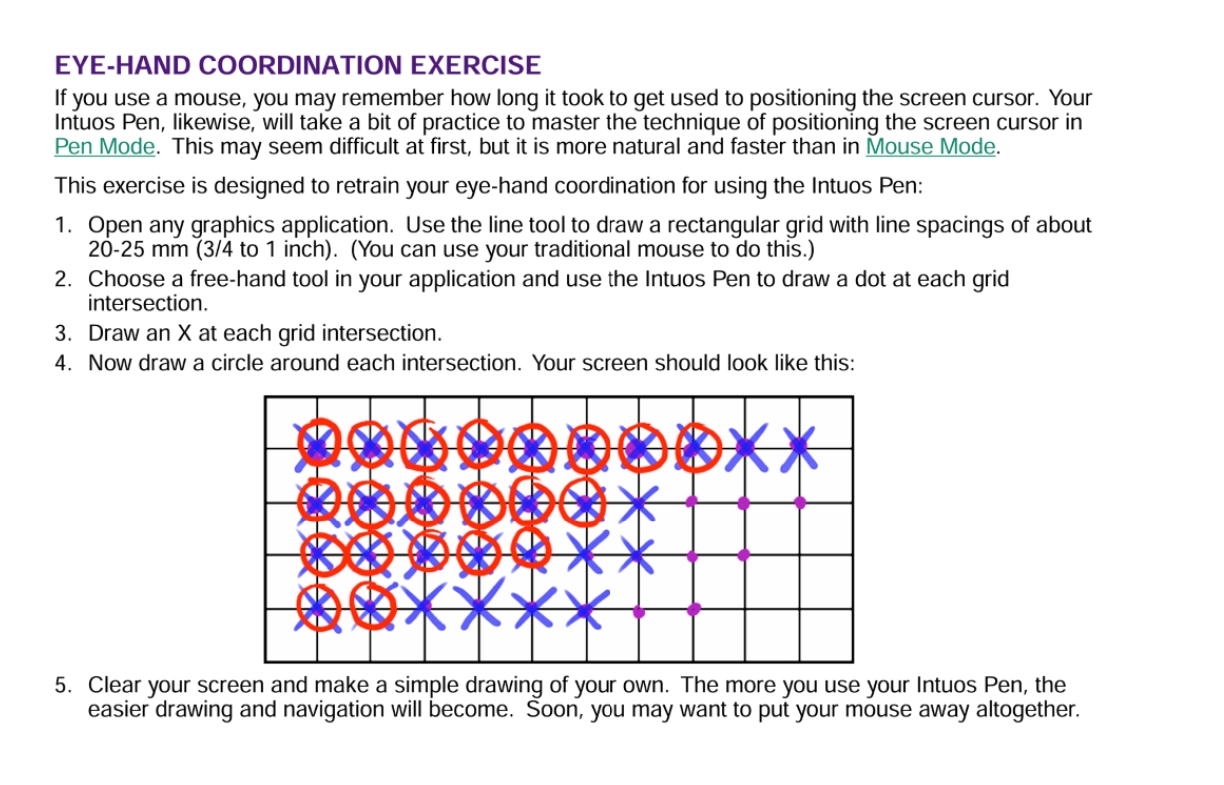 EYE-HAND COORDINATION EXERCISE
If you use a mouse, you may remember how long it took to get used to positioning the screen cursor. Your
Intuos Pen, likewise, will take a bit of practice to master the technique of positioning the screen cursor in
Pen Mode. This may seem difficult at first, but it is more natural and faster than in Mouse Mode.
This exercise is designed to retrain your eye-hand coordination for using the Intuos Pen:
1. Open any graphics application. Use the line tool to draw a rectangular grid with line spacings of about
20-25 mm (3/4 to 1 inch). (You can use your traditional mouse to do this.)
2. Choose a free-hand tool in your application and use the Intuos Pen to draw a dot at each grid
intersection.
3. Draw an X at each grid intersection.
4. Now draw a circle around each intersection. Your screen should look like this:
5. Clear your screen and make a simple drawing of your own. The more you use your Intuos Pen, the
easier drawing and navigation will become. Soon, you may want to put your mouse away altogether.